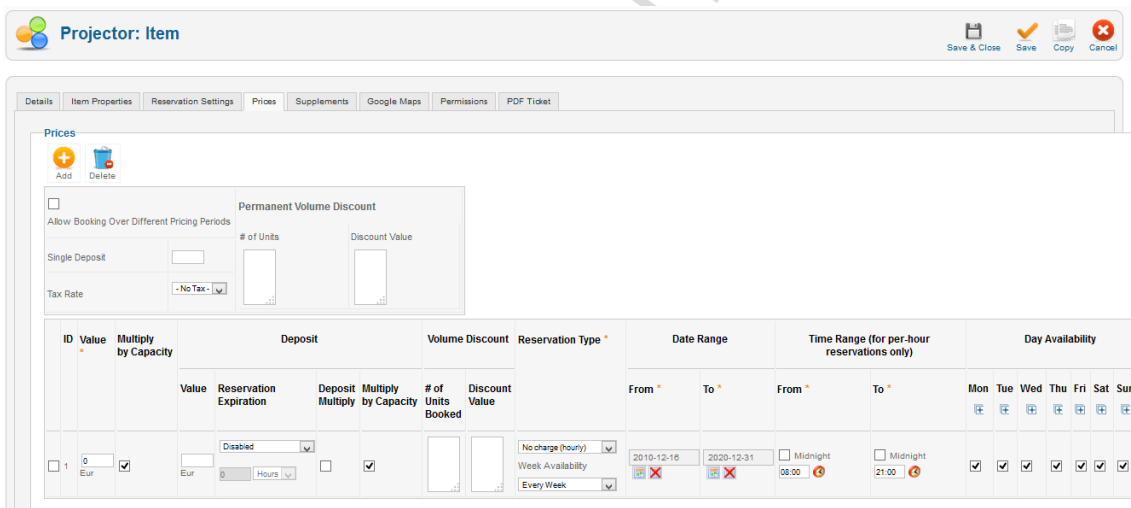 Projector: Item
Save & Close Save Copy Cancel
Details Item Properties Reservation Settings Prices Supplements Google Maps Permissions PDF Ticket
Prices
Add Delete
Allow Booking Over Different Pricing Periods
Permanent Volume Discount
# of Units Discount Value
Single Deposit
Tax Rate - No Tax -
ID Value * Multiply by Capacity Deposit Volume Discount Reservation Type * Date Range Time Range (for per-hour reservations only) Day Availability
Value Reservation Expiration Deposit Multiply Multiply by Capacity # of Units Booked Discount Value From * To * From * To * Mon Tue Wed Thu Fri Sat Sun
Disabled No charge (hourly) Midnight Midnight
1 0 Eur Eur 0 Hours Week Availability 2010-12-16 2020-12-31 08:00 21:00
Every Week